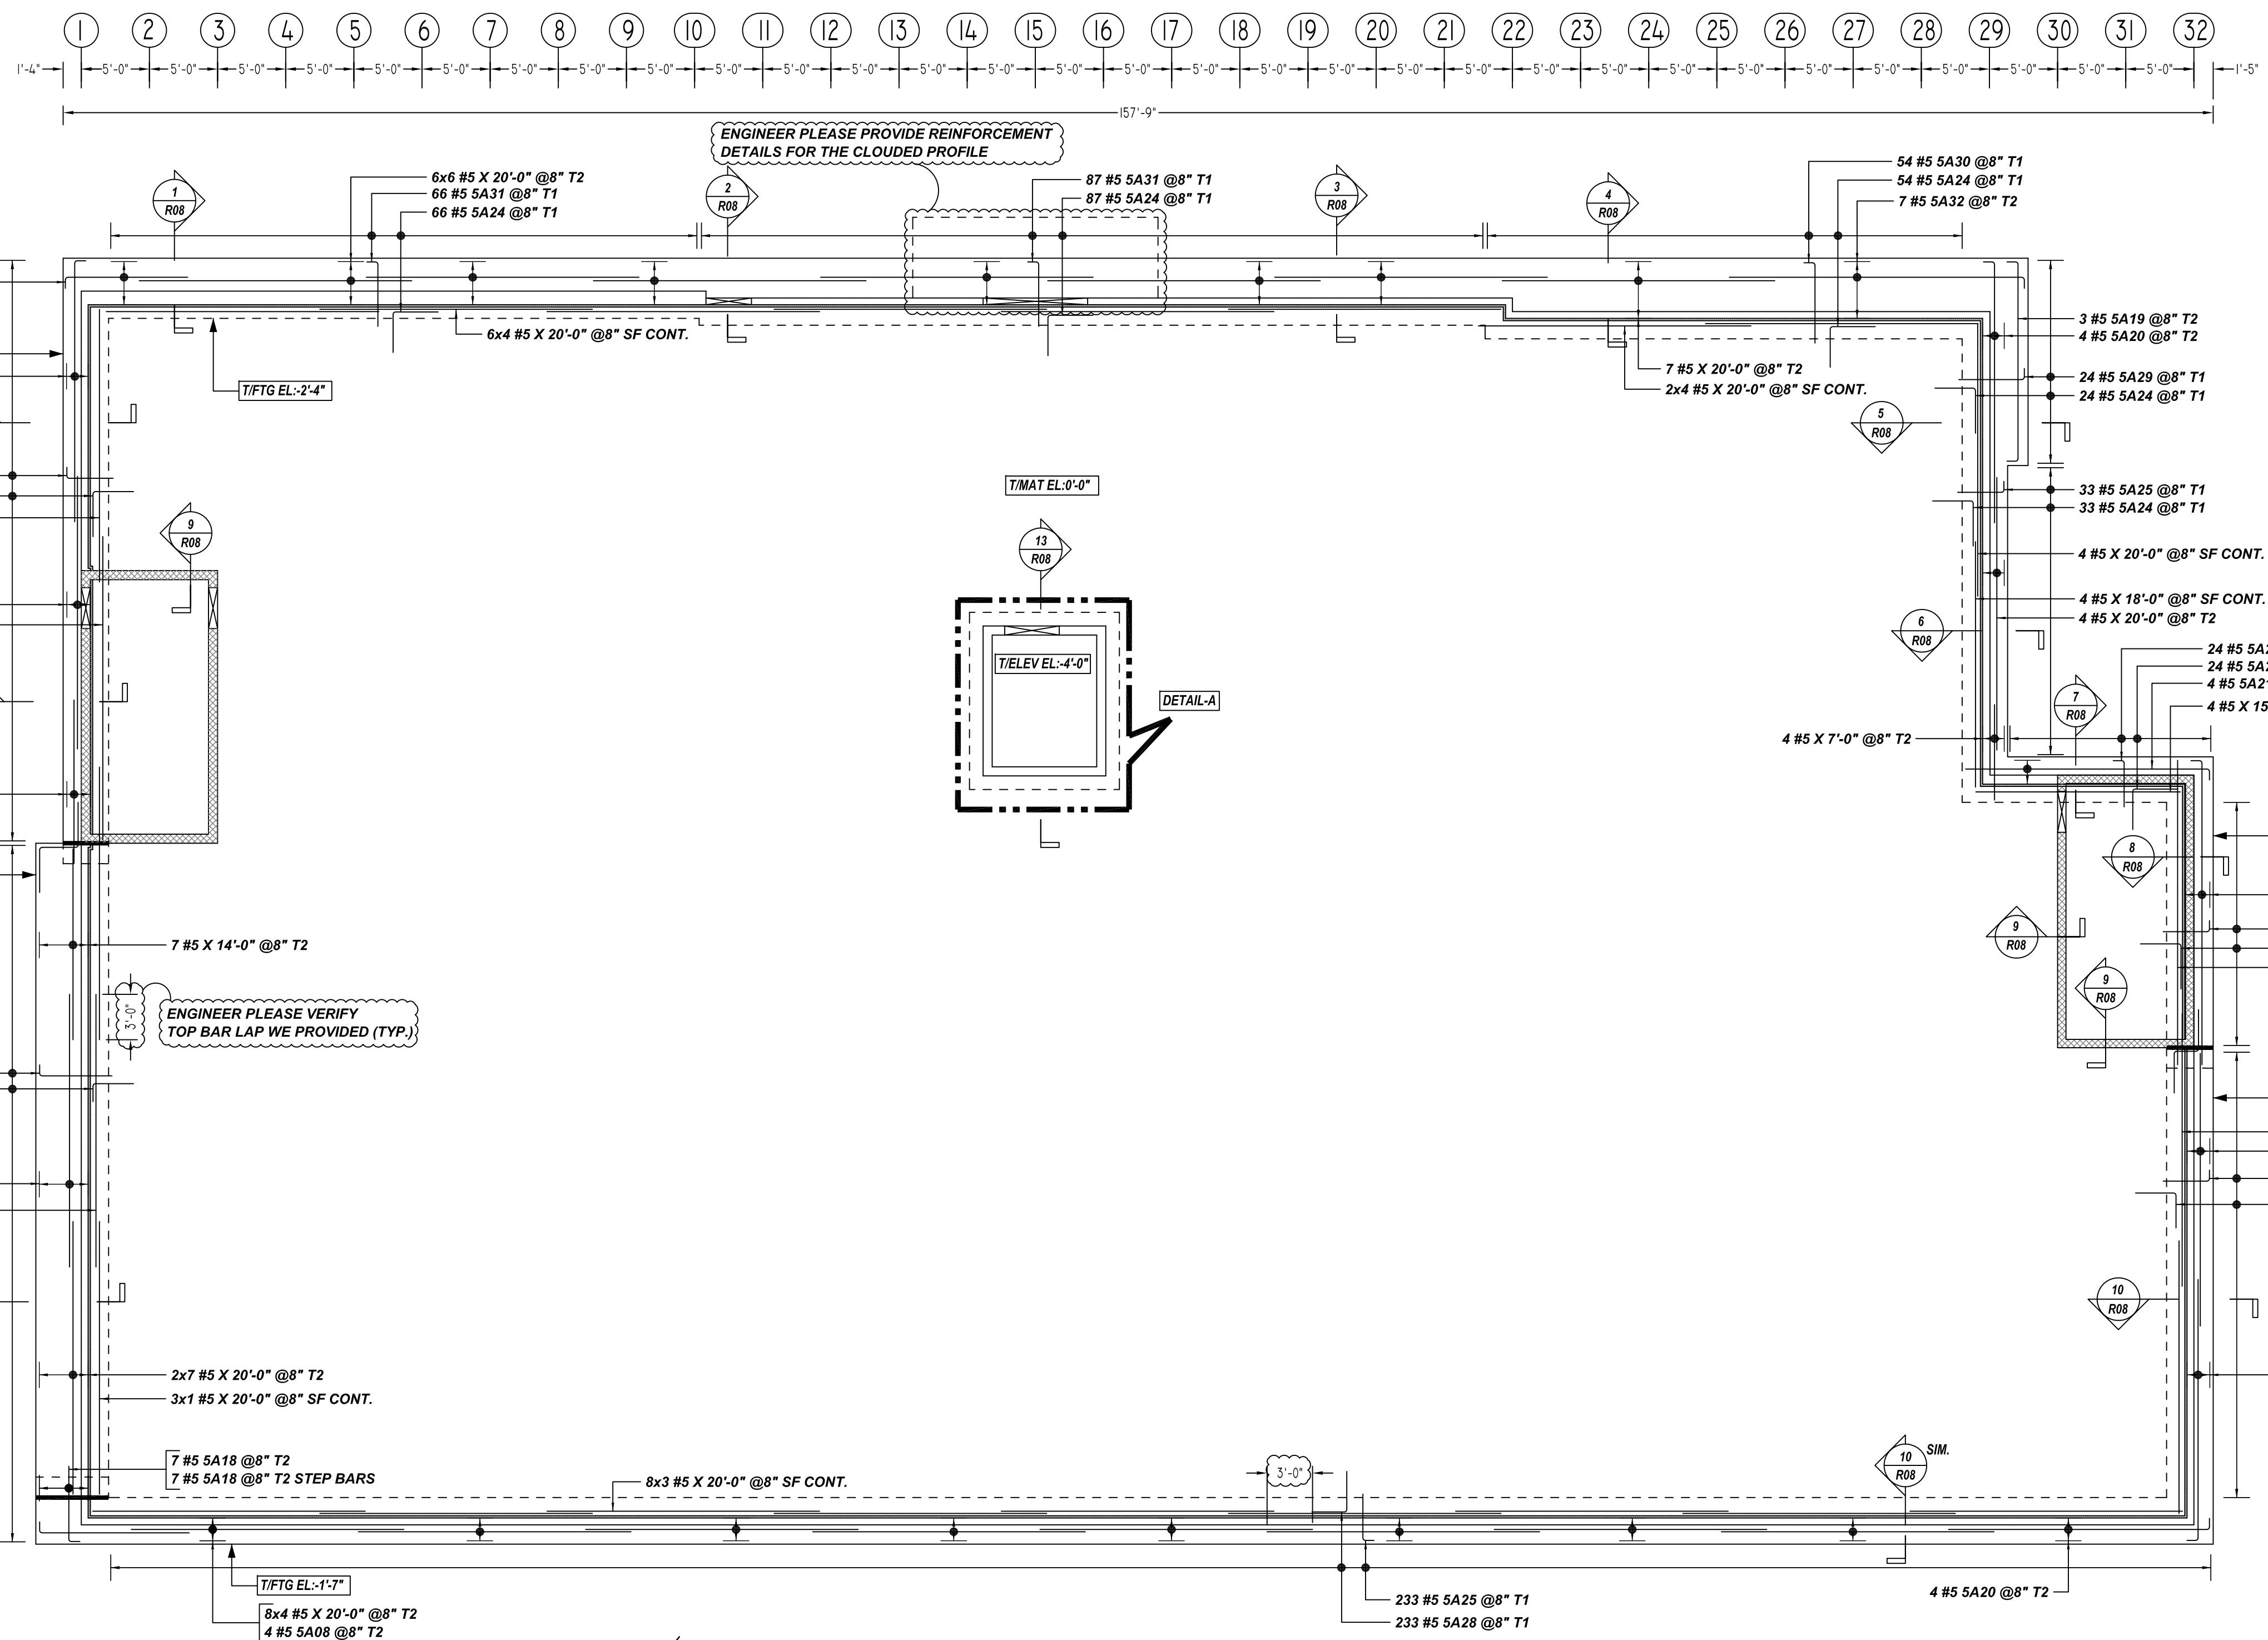 1 2 3 4 5 6 7 8 9 10 11 12 13 14 15 16 17 18 19 20 21 22 23 24 25 26 27 28 29 30 31 32
1'-4" 5'-0" 5'-0" 5'-0" 5'-0" 5'-0" 5'-0" 5'-0" 5'-0" 5'-0" 5'-0" 5'-0" 5'-0" 5'-0" 5'-0" 5'-0" 5'-0" 5'-0" 5'-0" 5'-0" 5'-0" 5'-0" 5'-0" 5'-0" 5'-0" 5'-0" 5'-0" 5'-0" 5'-0" 5'-0" 5'-0" 5'-0" 1'-5"
157'-9"
ENGINEER PLEASE PROVIDE REINFORCEMENT
DETAILS FOR THE CLOUDED PROFILE
1
R08
6x6 #5 X 20'-0" @8" T2
66 #5 5A31 @8" T1
66 #5 5A24 @8" T1
2
R08
87 #5 5A31 @8" T1
87 #5 5A24 @8" T1
3
R08
4
R08
54 #5 5A30 @8" T1
54 #5 5A24 @8" T1
7 #5 5A32 @8" T2
6x4 #5 X 20'-0" @8" SF CONT.
T/FTG EL:-2'-4"
7 #5 X 20'-0" @8" T2
2x4 #5 X 20'-0" @8" SF CONT.
3 #5 5A19 @8" T2
4 #5 5A20 @8" T2
24 #5 5A29 @8" T1
24 #5 5A24 @8" T1
5
R08
33 #5 5A25 @8" T1
33 #5 5A24 @8" T1
T/MAT EL:0'-0"
9
R08
13
R08
4 #5 X 20'-0" @8" SF CONT.
4 #5 X 18'-0" @8" SF CONT.
4 #5 X 20'-0" @8" T2
6
R08
T/ELEV EL:-4'-0"
DETAIL-A
24 #5
24 #5
4 #5
4 #5 X 15
7
R08
4 #5 X 7'-0" @8" T2
8
R08
9
R08
9
R08
7 #5 X 14'-0" @8" T2
3'-0"
ENGINEER PLEASE VERIFY
TOP BAR LAP WE PROVIDED (TYP.)
10
R08
2x7 #5 X 20'-0" @8" T2
3x1 #5 X 20'-0" @8" SF CONT.
7 #5 5A18 @8" T2
7 #5 5A18 @8" T2 STEP BARS
8x3 #5 X 20'-0" @8" SF CONT.
3'-0"
10
R08
SIM.
T/FTG EL:-1'-7"
8x4 #5 X 20'-0" @8" T2
4 #5 5A08 @8" T2
233 #5 5A25 @8" T1
233 #5 5A28 @8" T1
4 #5 5A20 @8" T2